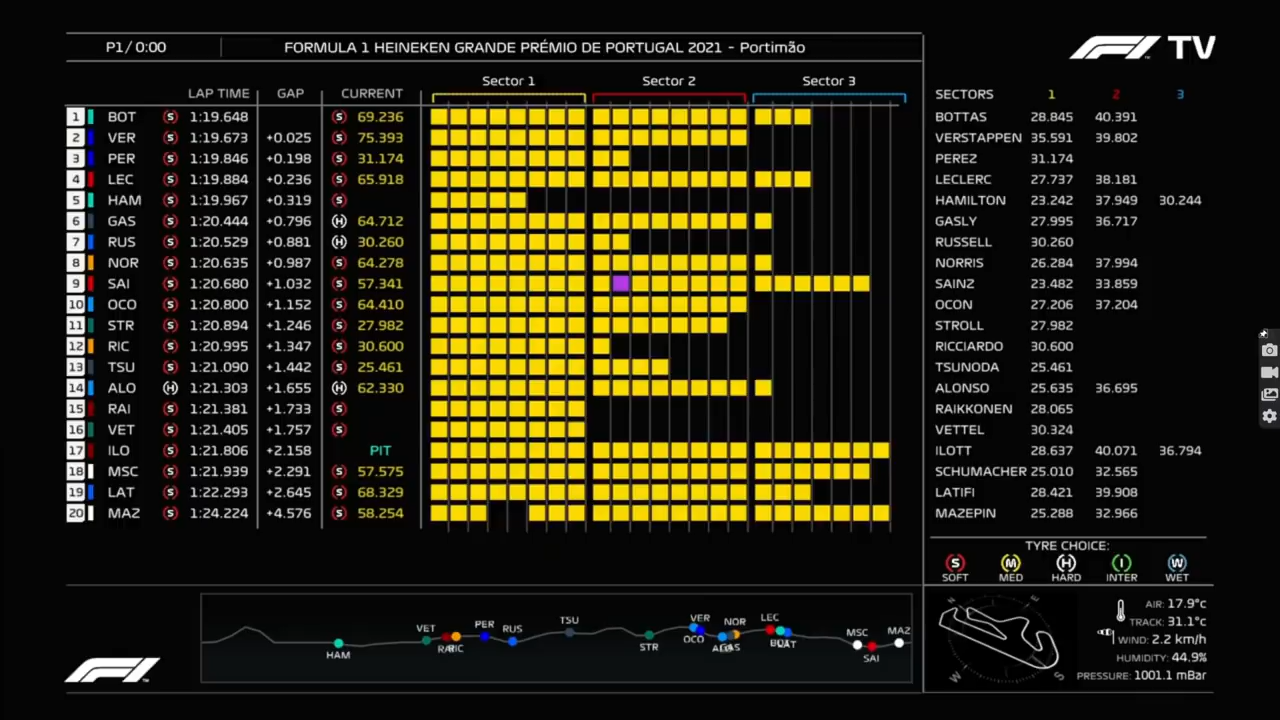 P1 / 0:00 FORMULA 1 HEINEKEN GRANDE PRÉMIO DE PORTUGAL 2021 - Portimão
F1 TV
Sector 1 Sector 2 Sector 3
LAP TIME GAP CURRENT
SECTORS 1 2 3
1 BOT S 1:19.648 S 69.236 BOTTAS 28.845 40.391
2 VER S 1:19.673 +0.025 S 75.393 VERSTAPPEN 35.591 39.802
3 PER S 1:19.846 +0.198 S 31.174 PEREZ 31.174
4 LEC S 1:19.884 +0.236 S 65.918 LECLERC 27.737 38.181
5 HAM S 1:19.967 +0.319 S HAMILTON 23.242 37.949 30.244
6 GAS S 1:20.444 +0.796 H 64.712 GASLY 27.995 36.717
7 RUS S 1:20.529 +0.881 H 30.260 RUSSELL 30.260
8 NOR S 1:20.635 +0.987 S 64.278 NORRIS 26.284 37.994
9 SAI S 1:20.680 +1.032 S 57.341 SAINZ 23.482 33.859
10 OCO S 1:20.800 +1.152 S 64.410 OCON 27.206 37.204
11 STR S 1:20.894 +1.246 S 27.982 STROLL 27.982
12 RIC S 1:20.995 +1.347 S 30.600 RICCIARDO 30.600
13 TSU S 1:21.090 +1.442 S 25.461 TSUNODA 25.461
14 ALO H 1:21.303 +1.655 H 62.330 ALONSO 25.635 36.695
15 RAI S 1:21.381 +1.733 S RAIKKONEN 28.065
16 VET S 1:21.405 +1.757 S VETTEL 30.324
17 ILO S 1:21.806 +2.158 PIT ILOTT 28.637 40.071 36.794
18 MSC S 1:21.939 +2.291 S 57.575 SCHUMACHER 25.010 32.565
19 LAT S 1:22.293 +2.645 S 68.329 LATIFI 28.421 39.908
20 MAZ S 1:24.224 +4.576 S 58.254 MAZEPIN 25.288 32.966
TYRE CHOICE:
S M H I W
SOFT MED HARD INTER WET
HAM VET RIC PER RUS TSU STR VER OCO NOR GAS LEC LAT MSC SAI MAZ
F1
N E S W
AIR: 17.9°c
TRACK: 31.1°c
WIND: 2.2 km/h
HUMIDITY: 44.9%
PRESSURE: 1001.1 mBar